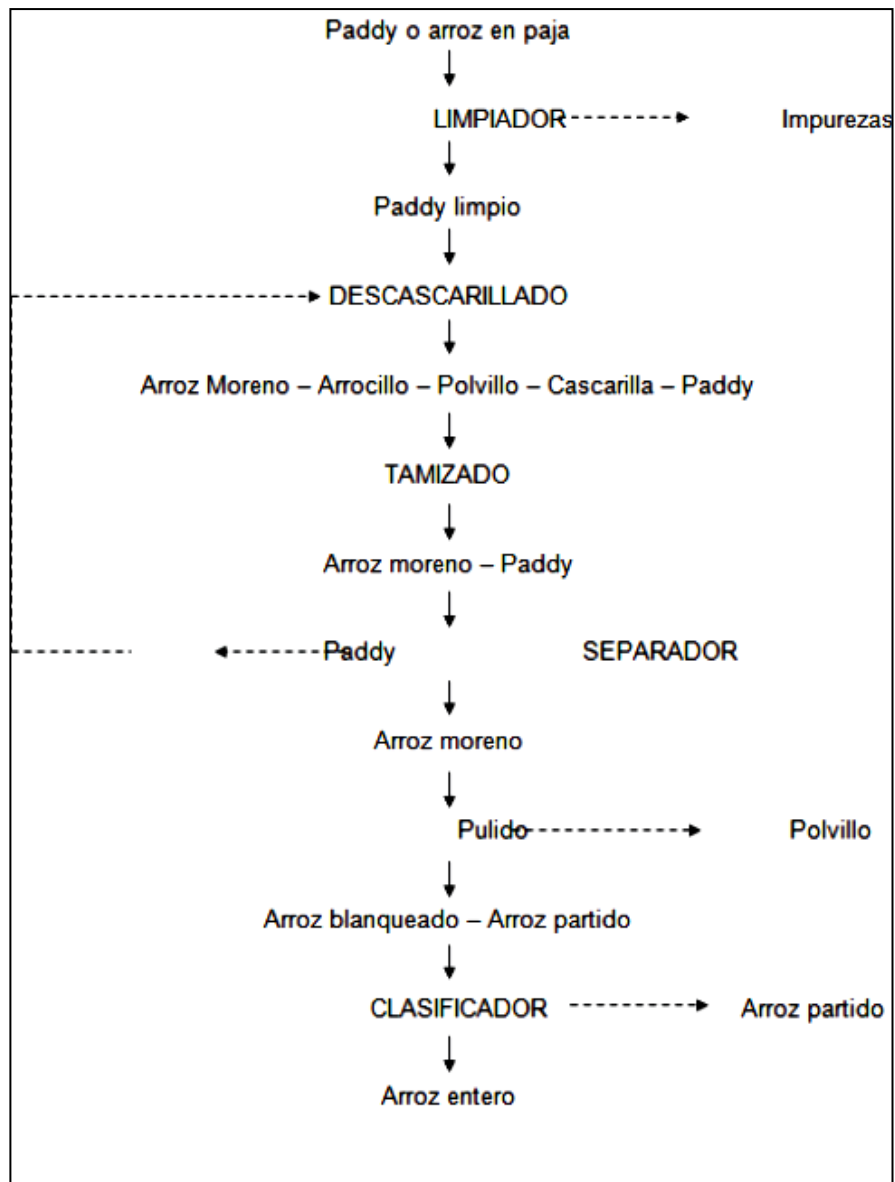 Paddy o arroz en paja
LIMPIADOR Impurezas
Paddy limpio
DESCASCARILLADO
Arroz Moreno – Arrocillo – Polvillo – Cascarilla – Paddy
TAMIZADO
Arroz moreno – Paddy
Paddy SEPARADOR
Arroz moreno
Pulido Polvillo
Arroz blanqueado – Arroz partido
CLASIFICADOR Arroz partido
Arroz entero